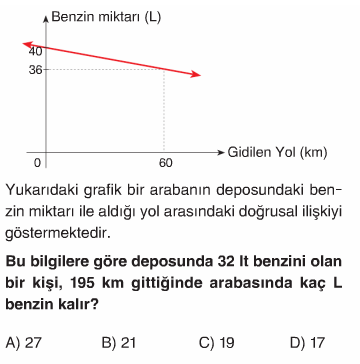 Benzin miktarı (L)
40
36
Gidilen Yol (km)
0
60
Yukarıdaki grafik bir arabanın deposundaki ben-
zin miktarı ile aldığı yol arasındaki doğrusal ilişkiyi
göstermektedir.
Bu bilgilere göre deposunda 32 lt benzini olan
bir kişi, 195 km gittiğinde arabasında kaç L
benzin kalır?
A) 27 B) 21 C) 19 D) 17